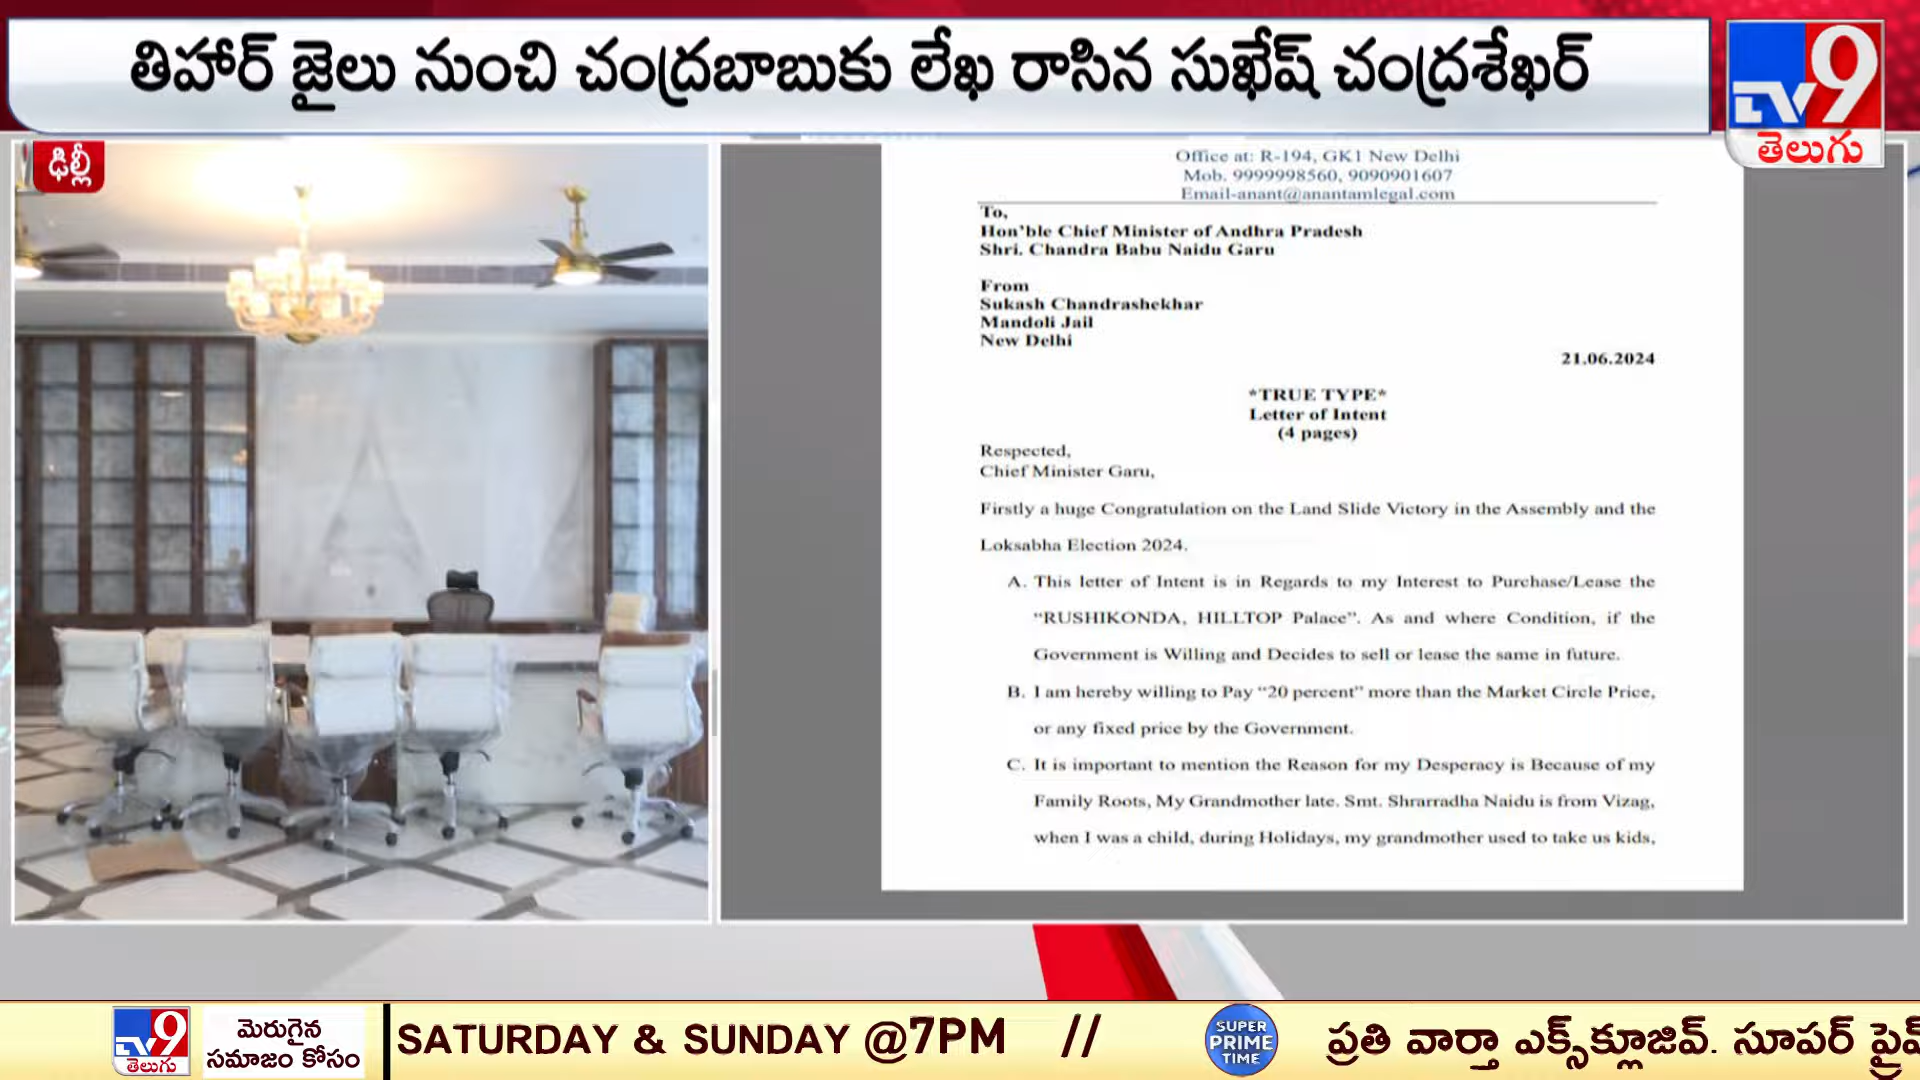 తిహార్ జైలు నుంచి చంద్రబాబుకు లేఖ రాసిన సుఖేష్ చంద్రశేఖర్
TV9
తెలుగు
ఢిల్లీ
Office at: R-194, GK1 New Delhi
Mob. 9999998560, 9090901607
Email-anant@anantamlegal.com
To,
Hon'ble Chief Minister of Andhra Pradesh
Shri. Chandra Babu Naidu Garu
From
Sukash Chandrashekhar
Mandoli Jail
New Delhi
21.06.2024
*TRUE TYPE*
Letter of Intent
(4 pages)
Respected,
Chief Minister Garu,
Firstly a huge Congratulation on the Land Slide Victory in the Assembly and the
Loksabha Election 2024.
A. This letter of Intent is in Regards to my Interest to Purchase/Lease the
"RUSHIKONDA, HILLTOP Palace". As and where Condition, if the
Government is Willing and Decides to sell or lease the same in future.
B. I am hereby willing to Pay "20 percent" more than the Market Circle Price,
or any fixed price by the Government.
C. It is important to mention the Reason for my Desperacy is Because of my
Family Roots, My Grandmother late. Smt. Shrarradha Naidu is from Vizag,
when I was a child, during Holidays, my grandmother used to take us kids,
TV9
తెలుగు
మెరుగైన
సమాజం కోసం
SATURDAY & SUNDAY @7PM //
SUPER
PRIME
TIME
ప్రతి వార్తా ఎక్స్‌క్లూజివ్. సూపర్ ప్రైమ్